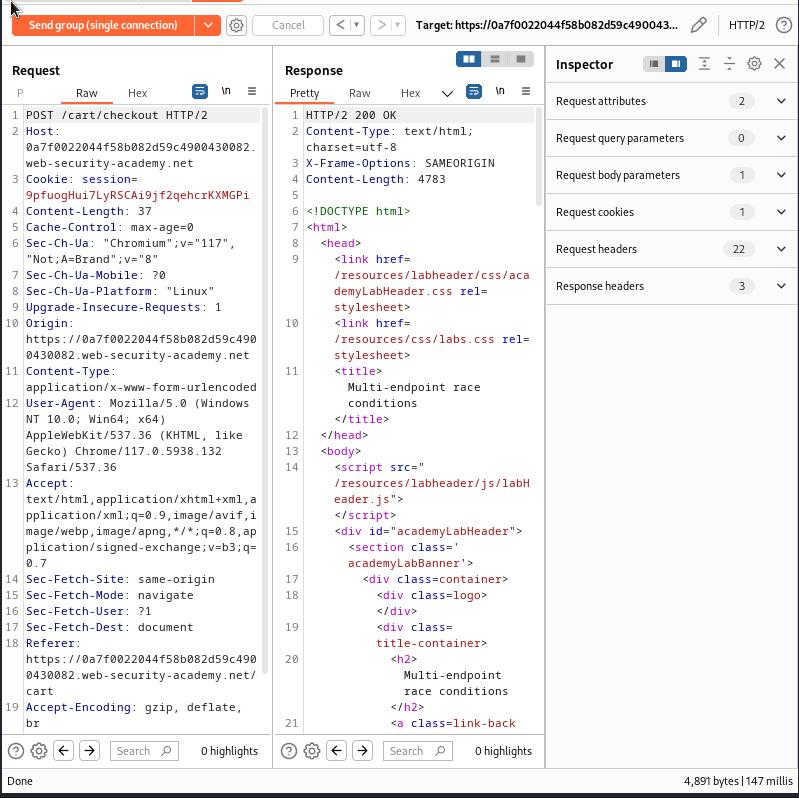 Send group (single connection)
Cancel
<
>
Target: https://0a7f0022044f58b082d59c490043...
HTTP/2
?
Request
P
Raw
Hex
\n
1 POST /cart/checkout HTTP/2
2 Host:
0a7f0022044f58b082d59c4900430082.
web-security-academy.net
3 Cookie: session=
9pfuogHui7LyRSCAi9jf2qehcrKXMGPi
4 Content-Length: 37
5 Cache-Control: max-age=0
6 Sec-Ch-Ua: "Chromium";v="117",
"Not;A=Brand";v="8"
7 Sec-Ch-Ua-Mobile: ?0
8 Sec-Ch-Ua-Platform: "Linux"
9 Upgrade-Insecure-Requests: 1
10 Origin:
https://0a7f0022044f58b082d59c490
0430082.web-security-academy.net
11 Content-Type:
application/x-www-form-urlencoded
12 User-Agent: Mozilla/5.0 (Windows
NT 10.0; Win64; x64)
AppleWebKit/537.36 (KHTML, like
Gecko) Chrome/117.0.5938.132
Safari/537.36
13 Accept:
text/html,application/xhtml+xml,a
pplication/xml;q=0.9,image/avif,i
mage/webp,image/apng,*/*;q=0.8,ap
plication/signed-exchange;v=b3;q=
0.7
14 Sec-Fetch-Site: same-origin
15 Sec-Fetch-Mode: navigate
16 Sec-Fetch-User: ?1
17 Sec-Fetch-Dest: document
18 Referer:
https://0a7f0022044f58b082d59c490
0430082.web-security-academy.net/
cart
19 Accept-Encoding: gzip, deflate,
br
?
Search
0 highlights
Response
Pretty
Raw
Hex
\n
1 HTTP/2 200 OK
2 Content-Type: text/html;
charset=utf-8
3 X-Frame-Options: SAMEORIGIN
4 Content-Length: 4783
5
6 <!DOCTYPE html>
7 <html>
8 <head>
9 <link href=
/resources/labheader/css/aca
demyLabHeader.css rel=
stylesheet>
10 <link href=
/resources/css/labs.css rel=
stylesheet>
11 <title>
Multi-endpoint race
conditions
</title>
12 </head>
13 <body>
14 <script src="
/resources/labheader/js/labH
eader.js">
</script>
15 <div id="academyLabHeader">
16 <section class='
academyLabBanner'>
17 <div class=container>
18 <div class=logo>
</div>
19 <div class=
title-container>
20 <h2>
Multi-endpoint
race conditions
</h2>
21 <a class=link-back
?
Search
0 highlights
Inspector
Request attributes 2
Request query parameters 0
Request body parameters 1
Request cookies 1
Request headers 22
Response headers 3
Done
4,891 bytes | 147 millis